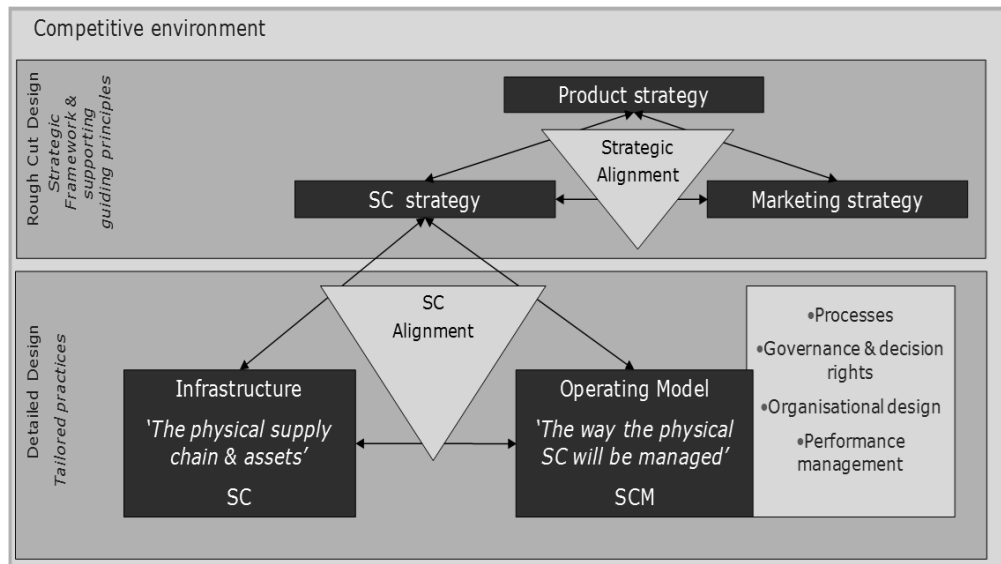 Competitive environment
Rough Cut Design
Strategic
Framework &
supporting
guiding principles
Product strategy
Strategic
Alignment
SC strategy
Marketing strategy
Detailed Design
Tailored practices
SC
Alignment
Infrastructure
‘The physical supply
chain & assets’
SC
Operating Model
‘The way the physical
SC will be managed’
SCM
•Processes
•Governance & decision
rights
•Organisational design
•Performance
management